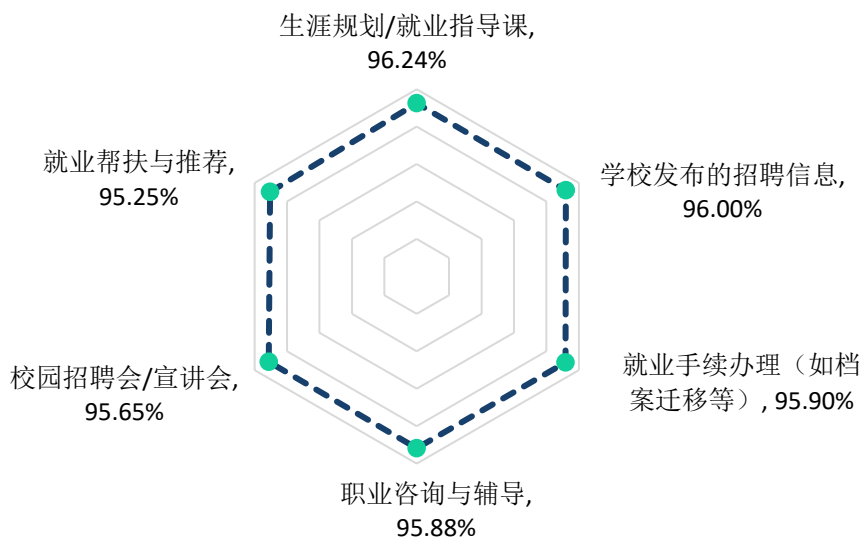 生涯规划/就业指导课,
96.24%
学校发布的招聘信息,
96.00%
就业手续办理（如档
案迁移等）, 95.90%
职业咨询与辅导,
95.88%
校园招聘会/宣讲会,
95.65%
就业帮扶与推荐,
95.25%